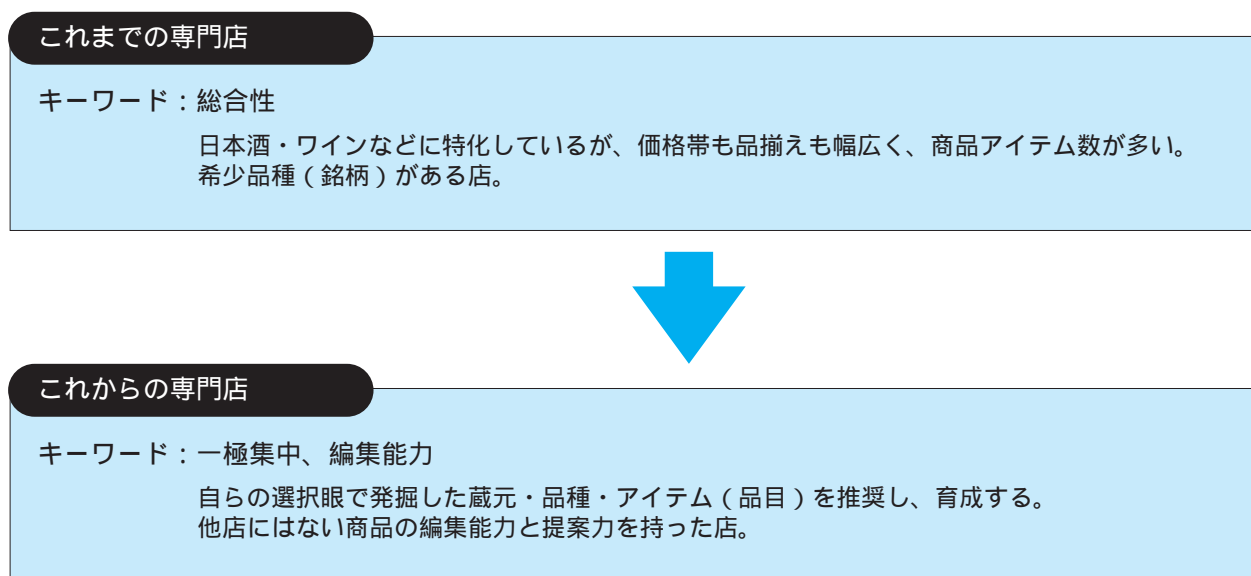 これまでの専門店
キーワード：総合性
日本酒・ワインなどに特化しているが、価格帯も品揃えも幅広く、商品アイテム数が多い。
希少品種（銘柄）がある店。
これからの専門店
キーワード：一極集中、編集能力
自らの選択眼で発掘した蔵元・品種・アイテム（品目）を推奨し、育成する。
他店にはない商品の編集能力と提案力を持った店。